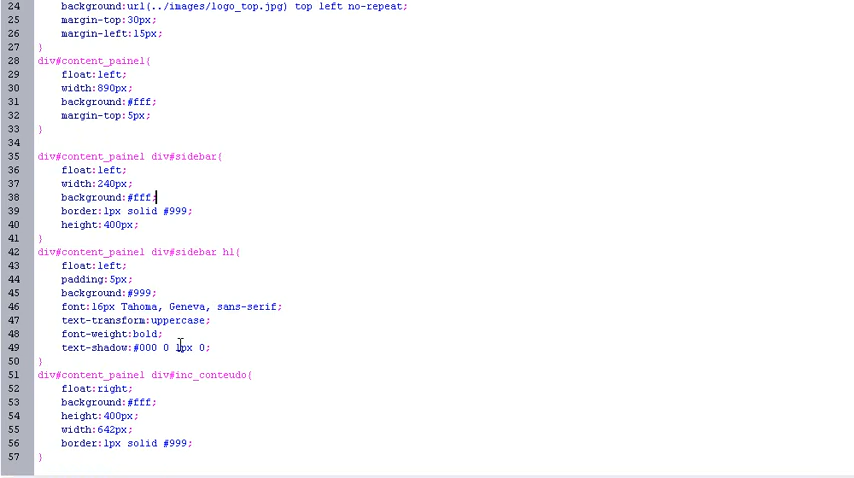 24 background:url(../images/logo_top.jpg) top left no-repeat;
25 margin-top:30px;
26 margin-left:15px;
27 }
28 div#content_painel{
29 float:left;
30 width:890px;
31 background:#fff;
32 margin-top:5px;
33 }
34
35 div#content_painel div#sidebar{
36 float:left;
37 width:240px;
38 background:#fff;
39 border:1px solid #999;
40 height:400px;
41 }
42 div#content_painel div#sidebar h1{
43 float:left;
44 padding:5px;
45 background:#999;
46 font:16px Tahoma, Geneva, sans-serif;
47 text-transform:uppercase;
48 font-weight:bold;
49 text-shadow:#000 0 1px 0;
50 }
51 div#content_painel div#inc_conteudo{
52 float:right;
53 background:#fff;
54 height:400px;
55 width:642px;
56 border:1px solid #999;
57 }